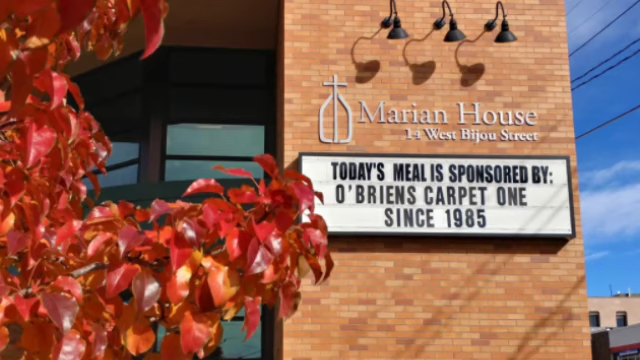 Marian House
14 West Bijou Street
TODAY'S MEAL IS SPONSORED BY:
O'BRIENS CARPET ONE
SINCE 1985